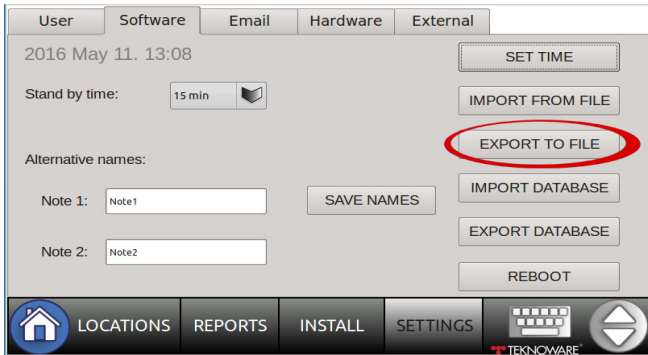 User Software Email Hardware External
2016 May 11. 13:08
SET TIME
Stand by time: 15 min
IMPORT FROM FILE
EXPORT TO FILE
Alternative names:
IMPORT DATABASE
Note 1: Note1 SAVE NAMES
EXPORT DATABASE
Note 2: Note2
REBOOT
LOCATIONS REPORTS INSTALL SETTINGS
TEKNOWARE